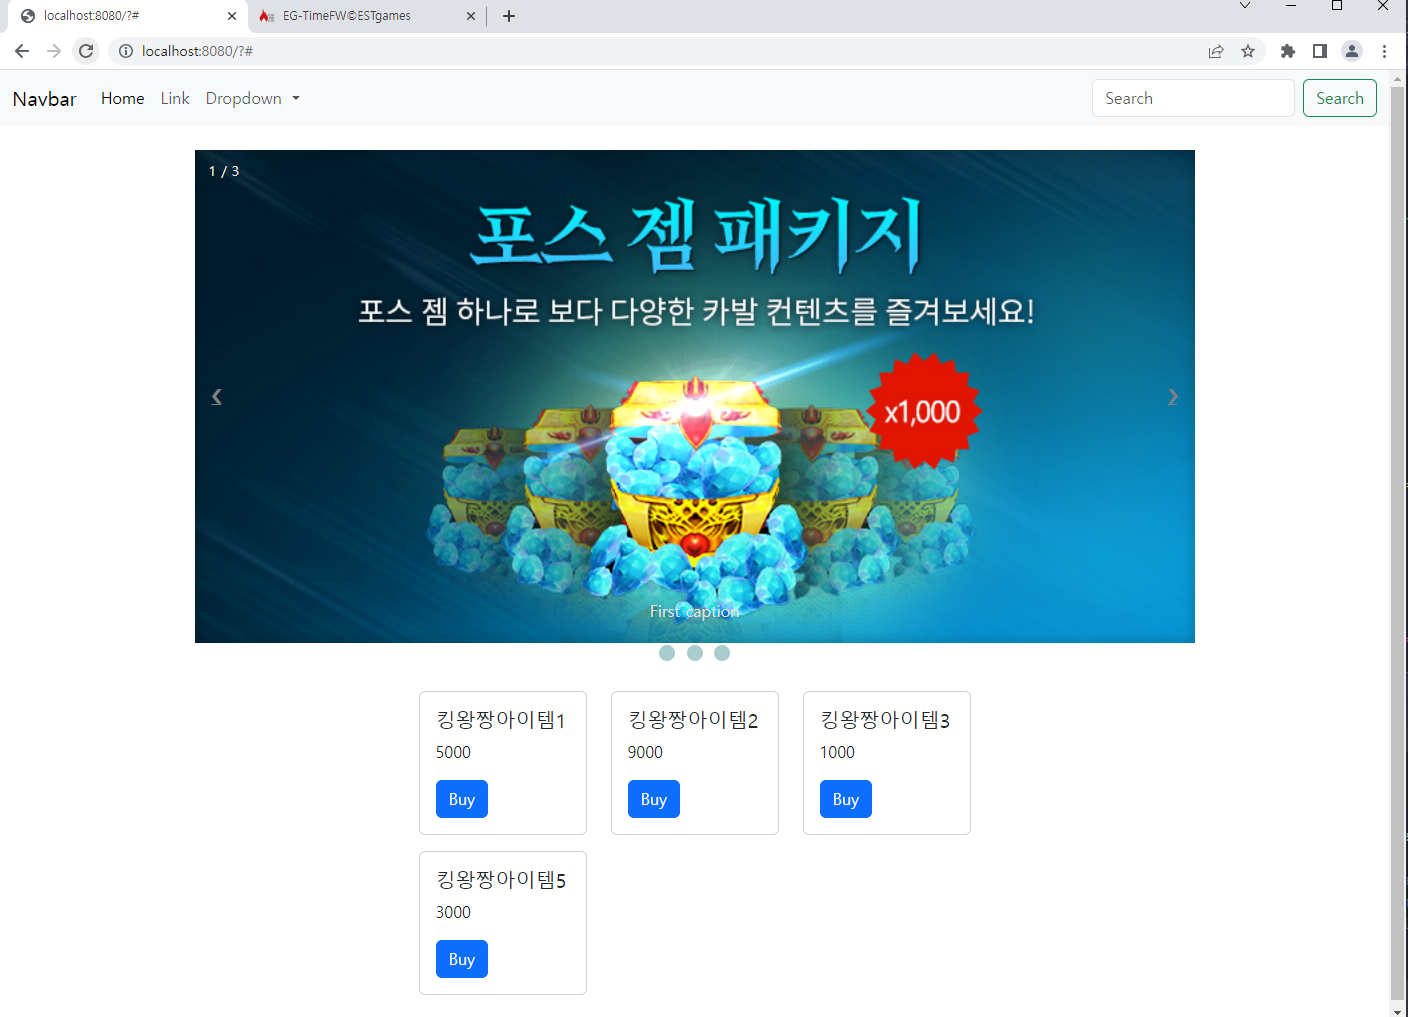 localhost:8080/?#
EG-TimeFW©ESTgames
localhost:8080/?#
Navbar Home Link Dropdown Search Search
1 / 3
포스 젬 패키지
포스 젬 하나로 보다 다양한 카발 컨텐츠를 즐겨보세요!
x1,000
❮ ❯
First caption
킹왕짱아이템1
5000
Buy
킹왕짱아이템2
9000
Buy
킹왕짱아이템3
1000
Buy
킹왕짱아이템5
3000
Buy